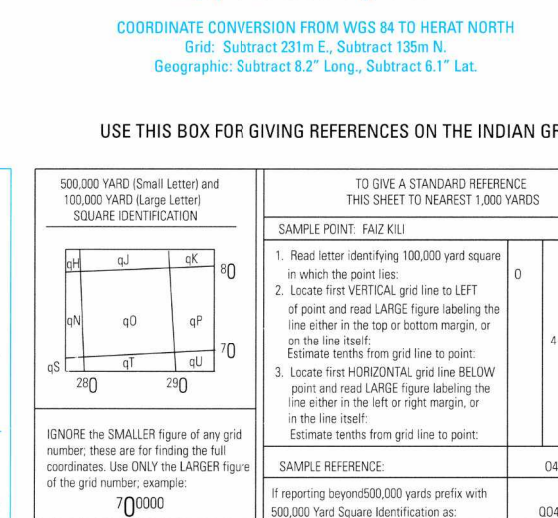 COORDINATE CONVERSION FROM WGS 84 TO HERAT NORTH
Grid: Subtract 231m E., Subtract 135m N.
Geographic: Subtract 8.2" Long., Subtract 6.1" Lat.
USE THIS BOX FOR GIVING REFERENCES ON THE INDIAN GR
500,000 YARD (Small Letter) and
100,000 YARD (Large Letter)
SQUARE IDENTIFICATION
qH qJ qK
80
qN qO qP
70
qS qT qU
280 290
IGNORE the SMALLER figure of any grid
number; these are for finding the full
coordinates. Use ONLY the LARGER figure
of the grid number; example:
700000
TO GIVE A STANDARD REFERENCE
THIS SHEET TO NEAREST 1,000 YARDS
SAMPLE POINT: FAIZ KILI
1. Read letter identifying 100,000 yard square
in which the point lies: O
2. Locate first VERTICAL grid line to LEFT
of point and read LARGE figure labeling the
line either in the top or bottom margin, or
on the line itself: 4
Estimate tenths from grid line to point:
3. Locate first HORIZONTAL grid line BELOW
point and read LARGE figure labeling the
line either in the left or right margin, or
in the line itself:
Estimate tenths from grid line to point:
SAMPLE REFERENCE: O4
If reporting beyond500,000 yards prefix with
500,000 Yard Square Identification as: QO4